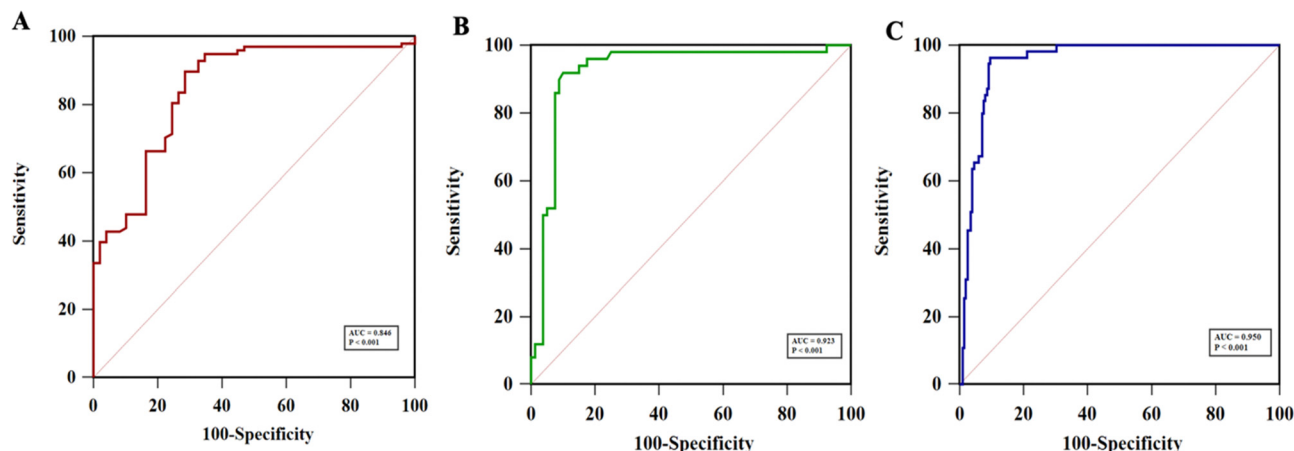 A
100
80
60
40
20
0
Sensitivity
0 20 40 60 80 100
100-Specificity
AUC = 0.846
P < 0.001
B
100
80
60
40
20
0
Sensitivity
0 20 40 60 80 100
100-Specificity
AUC = 0.923
P < 0.001
C
100
80
60
40
20
0
Sensitivity
0 20 40 60 80 100
100-Specificity
AUC = 0.950
P < 0.001